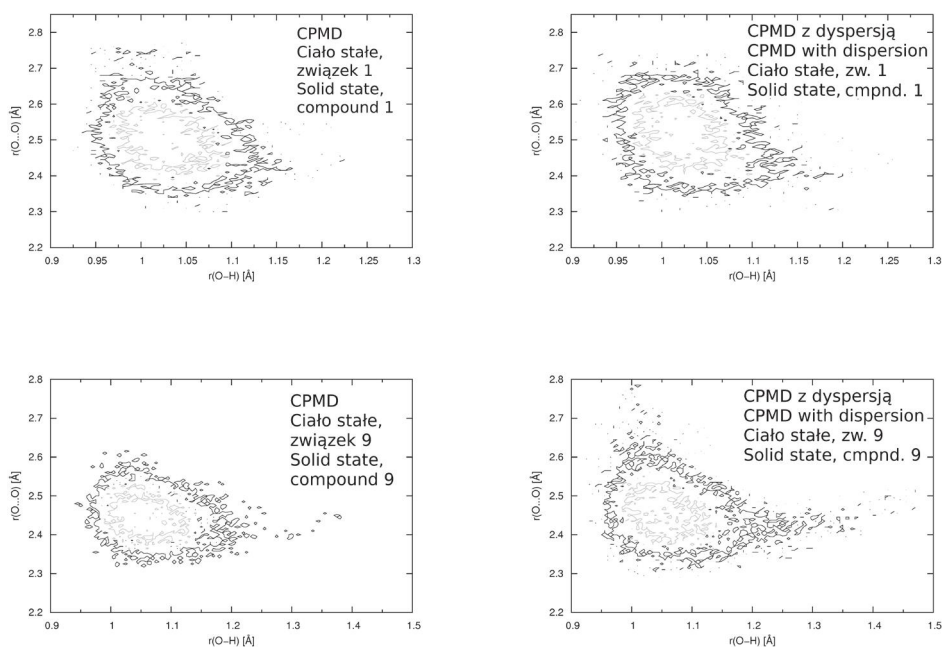 CPMD
Ciało stałe,
związek 1
Solid state,
compound 1
r(O...O) [Å]
2.8
2.7
2.6
2.5
2.4
2.3
2.2
0.9 0.95 1 1.05 1.1 1.15 1.2 1.25 1.3
r(O−H) [Å]
CPMD z dyspersją
CPMD with dispersion
Ciało stałe, zw. 1
Solid state, cmpnd. 1
r(O...O) [Å]
2.8
2.7
2.6
2.5
2.4
2.3
2.2
0.9 0.95 1 1.05 1.1 1.15 1.2 1.25 1.3
r(O−H) [Å]
CPMD
Ciało stałe,
związek 9
Solid state,
compound 9
r(O...O) [Å]
2.8
2.7
2.6
2.5
2.4
2.3
2.2
0.9 1 1.1 1.2 1.3 1.4 1.5
r(O−H) [Å]
CPMD z dyspersją
CPMD with dispersion
Ciało stałe, zw. 9
Solid state, cmpnd. 9
r(O...O) [Å]
2.8
2.7
2.6
2.5
2.4
2.3
2.2
0.9 1 1.1 1.2 1.3 1.4 1.5
r(O−H) [Å]